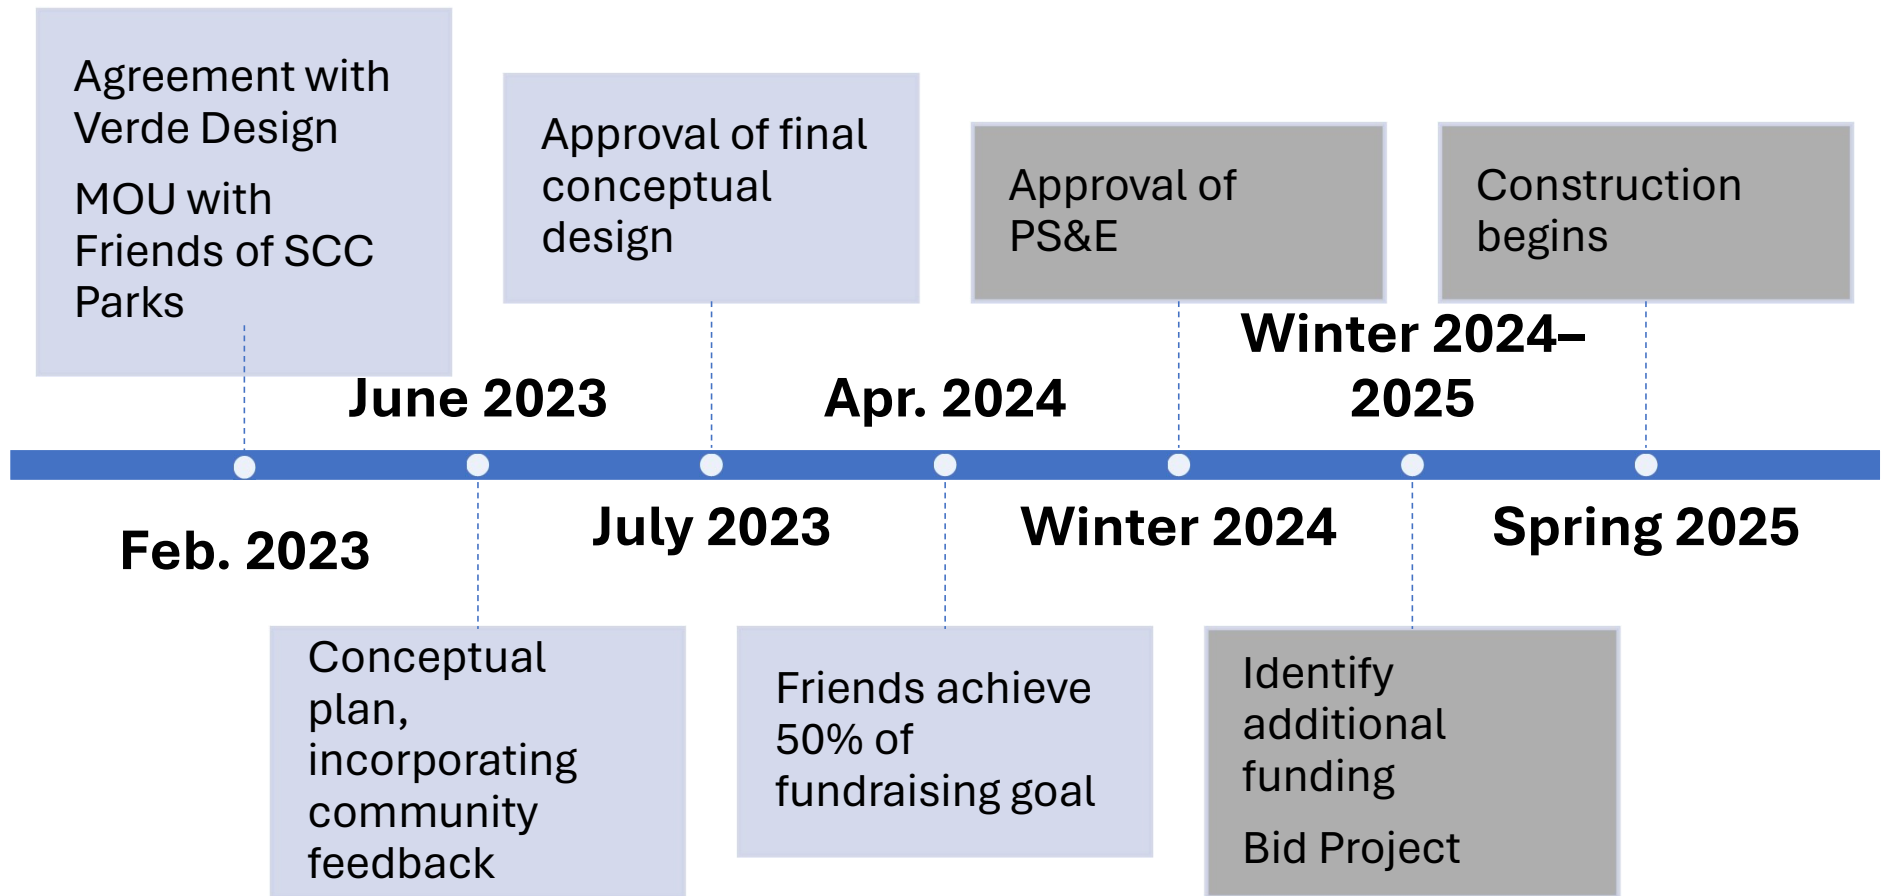 Agreement with
Verde Design
MOU with
Friends of SCC
Parks
Feb. 2023
June 2023
Conceptual
plan,
incorporating
community
feedback
Approval of final
conceptual
design
July 2023
Apr. 2024
Friends achieve
50% of
fundraising goal
Approval of
PS&E
Winter 2024
Winter 2024–
2025
Identify
additional
funding
Bid Project
Construction
begins
Spring 2025